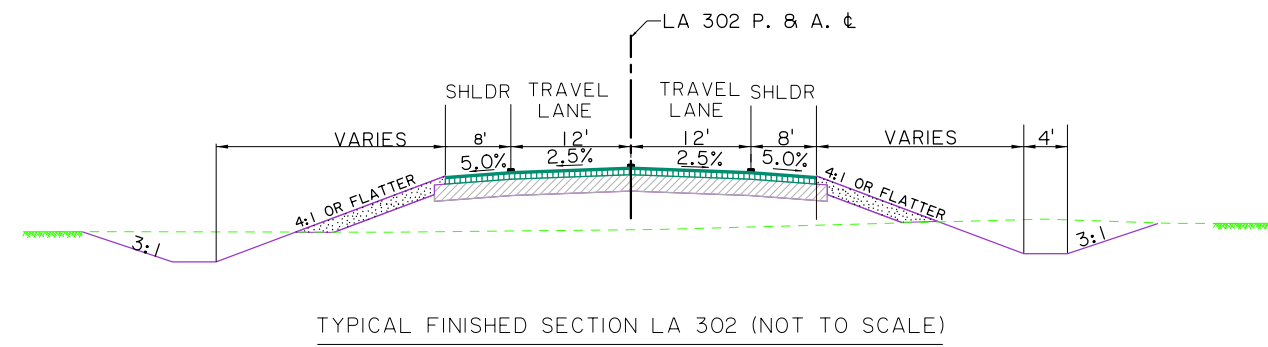 LA 302 P. & A. ℄
SHLDR TRAVEL LANE TRAVEL LANE SHLDR
VARIES 8' 12' 12' 8' VARIES 4'
5.0% 2.5% 2.5% 5.0%
4:1 OR FLATTER 4:1 OR FLATTER
3:1 3:1
TYPICAL FINISHED SECTION LA 302 (NOT TO SCALE)